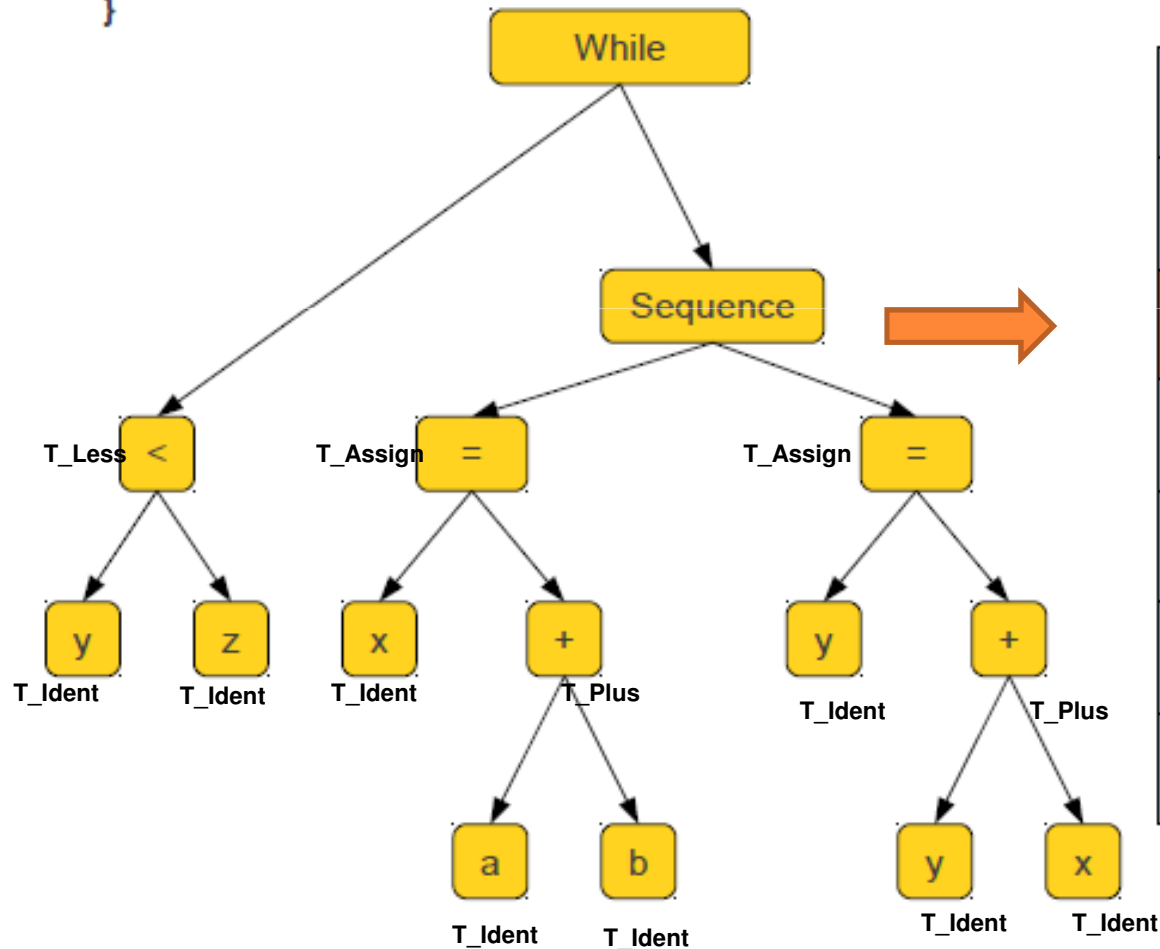 }
While
Sequence
T_Less < T_Assign = T_Assign =
y z x + y +
T_Ident T_Ident T_Ident T_Plus T_Ident T_Plus
a b y x
T_Ident T_Ident T_Ident T_Ident